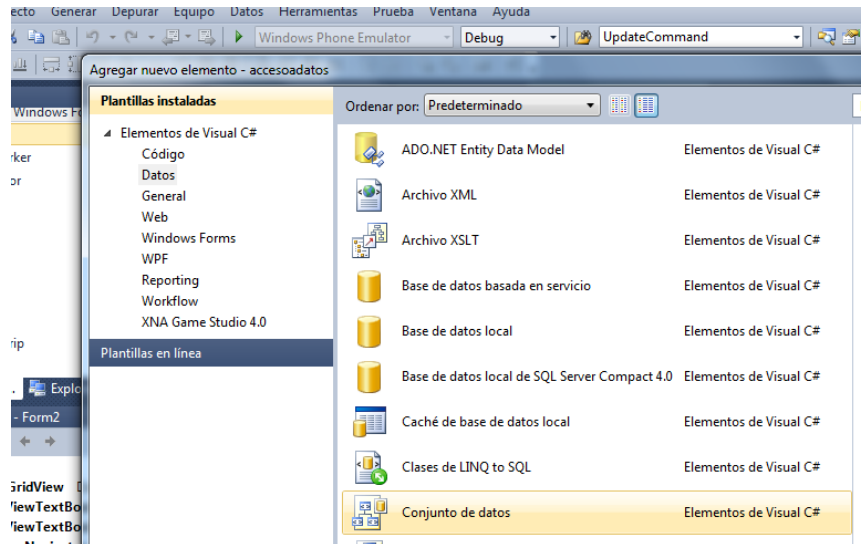 ecto Generar Depurar Equipo Datos Herramientas Prueba Ventana Ayuda
Windows Phone Emulator Debug UpdateCommand
Agregar nuevo elemento - accesoadatos
Plantillas instaladas
Ordenar por: Predeterminado
Windows Fo
Elementos de Visual C#
rker
Código
or
Datos
General
Web
Windows Forms
WPF
Reporting
Workflow
XNA Game Studio 4.0
rip
Plantillas en línea
ADO.NET Entity Data Model Elementos de Visual C#
Archivo XML Elementos de Visual C#
Archivo XSLT Elementos de Visual C#
Base de datos basada en servicio Elementos de Visual C#
Base de datos local Elementos de Visual C#
Base de datos local de SQL Server Compact 4.0 Elementos de Visual C#
Caché de base de datos local Elementos de Visual C#
Clases de LINQ to SQL Elementos de Visual C#
Conjunto de datos Elementos de Visual C#
Explo
- Form2
GridView
ViewTextBo
ViewTextBo